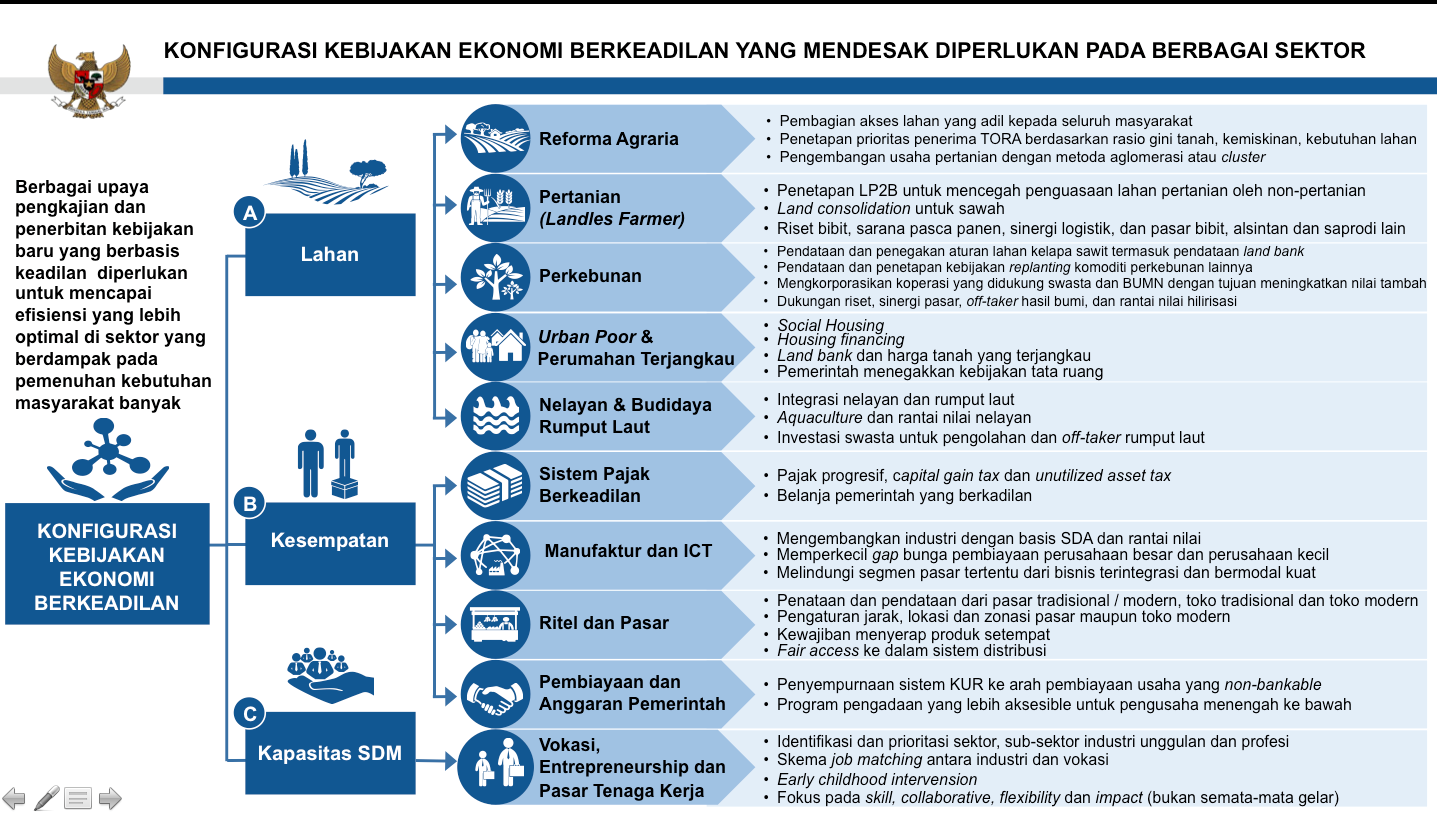 KONFIGURASI KEBIJAKAN EKONOMI BERKEADILAN YANG MENDESAK DIPERLUKAN PADA BERBAGAI SEKTOR
Berbagai upaya
pengkajian dan
penerbitan kebijakan
baru yang berbasis
keadilan diperlukan
untuk mencapai
efisiensi yang lebih
optimal di sektor yang
berdampak pada
pemenuhan kebutuhan
masyarakat banyak
KONFIGURASI
KEBIJAKAN
EKONOMI
BERKEADILAN
A
Lahan
Reforma Agraria
• Pembagian akses lahan yang adil kepada seluruh masyarakat
• Penetapan prioritas penerima TORA berdasarkan rasio gini tanah, kemiskinan, kebutuhan lahan
• Pengembangan usaha pertanian dengan metoda aglomerasi atau cluster
Pertanian
(Landles Farmer)
• Penetapan LP2B untuk mencegah penguasaan lahan pertanian oleh non-pertanian
• Land consolidation untuk sawah
• Riset bibit, sarana pasca panen, sinergi logistik, dan pasar bibit, alsintan dan saprodi lain
Perkebunan
• Pendataan dan penegakan aturan lahan kelapa sawit termasuk pendataan land bank
• Pendataan dan penetapan kebijakan replanting komoditi perkebunan lainnya
• Mengkorporasikan koperasi yang didukung swasta dan BUMN dengan tujuan meningkatkan nilai tambah
• Dukungan riset, sinergi pasar, off-taker hasil bumi, dan rantai nilai hilirisasi
Urban Poor &
Perumahan Terjangkau
• Social Housing
• Housing financing
• Land bank dan harga tanah yang terjangkau
• Pemerintah menegakkan kebijakan tata ruang
Nelayan & Budidaya
Rumput Laut
• Integrasi nelayan dan rumput laut
• Aquaculture dan rantai nilai nelayan
• Investasi swasta untuk pengolahan dan off-taker rumput laut
B
Kesempatan
Sistem Pajak
Berkeadilan
• Pajak progresif, capital gain tax dan unutilized asset tax
• Belanja pemerintah yang berkadilan
Manufaktur dan ICT
• Mengembangkan industri dengan basis SDA dan rantai nilai
• Memperkecil gap bunga pembiayaan perusahaan besar dan perusahaan kecil
• Melindungi segmen pasar tertentu dari bisnis terintegrasi dan bermodal kuat
Ritel dan Pasar
• Penataan dan pendataan dari pasar tradisional / modern, toko tradisional dan toko modern
• Pengaturan jarak, lokasi dan zonasi pasar maupun toko modern
• Kewajiban menyerap produk setempat
• Fair access ke dalam sistem distribusi
Pembiayaan dan
Anggaran Pemerintah
• Penyempurnaan sistem KUR ke arah pembiayaan usaha yang non-bankable
• Program pengadaan yang lebih aksesible untuk pengusaha menengah ke bawah
C
Kapasitas SDM
Vokasi,
Entrepreneurship dan
Pasar Tenaga Kerja
• Identifikasi dan prioritasi sektor, sub-sektor industri unggulan dan profesi
• Skema job matching antara industri dan vokasi
• Early childhood intervension
• Fokus pada skill, collaborative, flexibility dan impact (bukan semata-mata gelar)